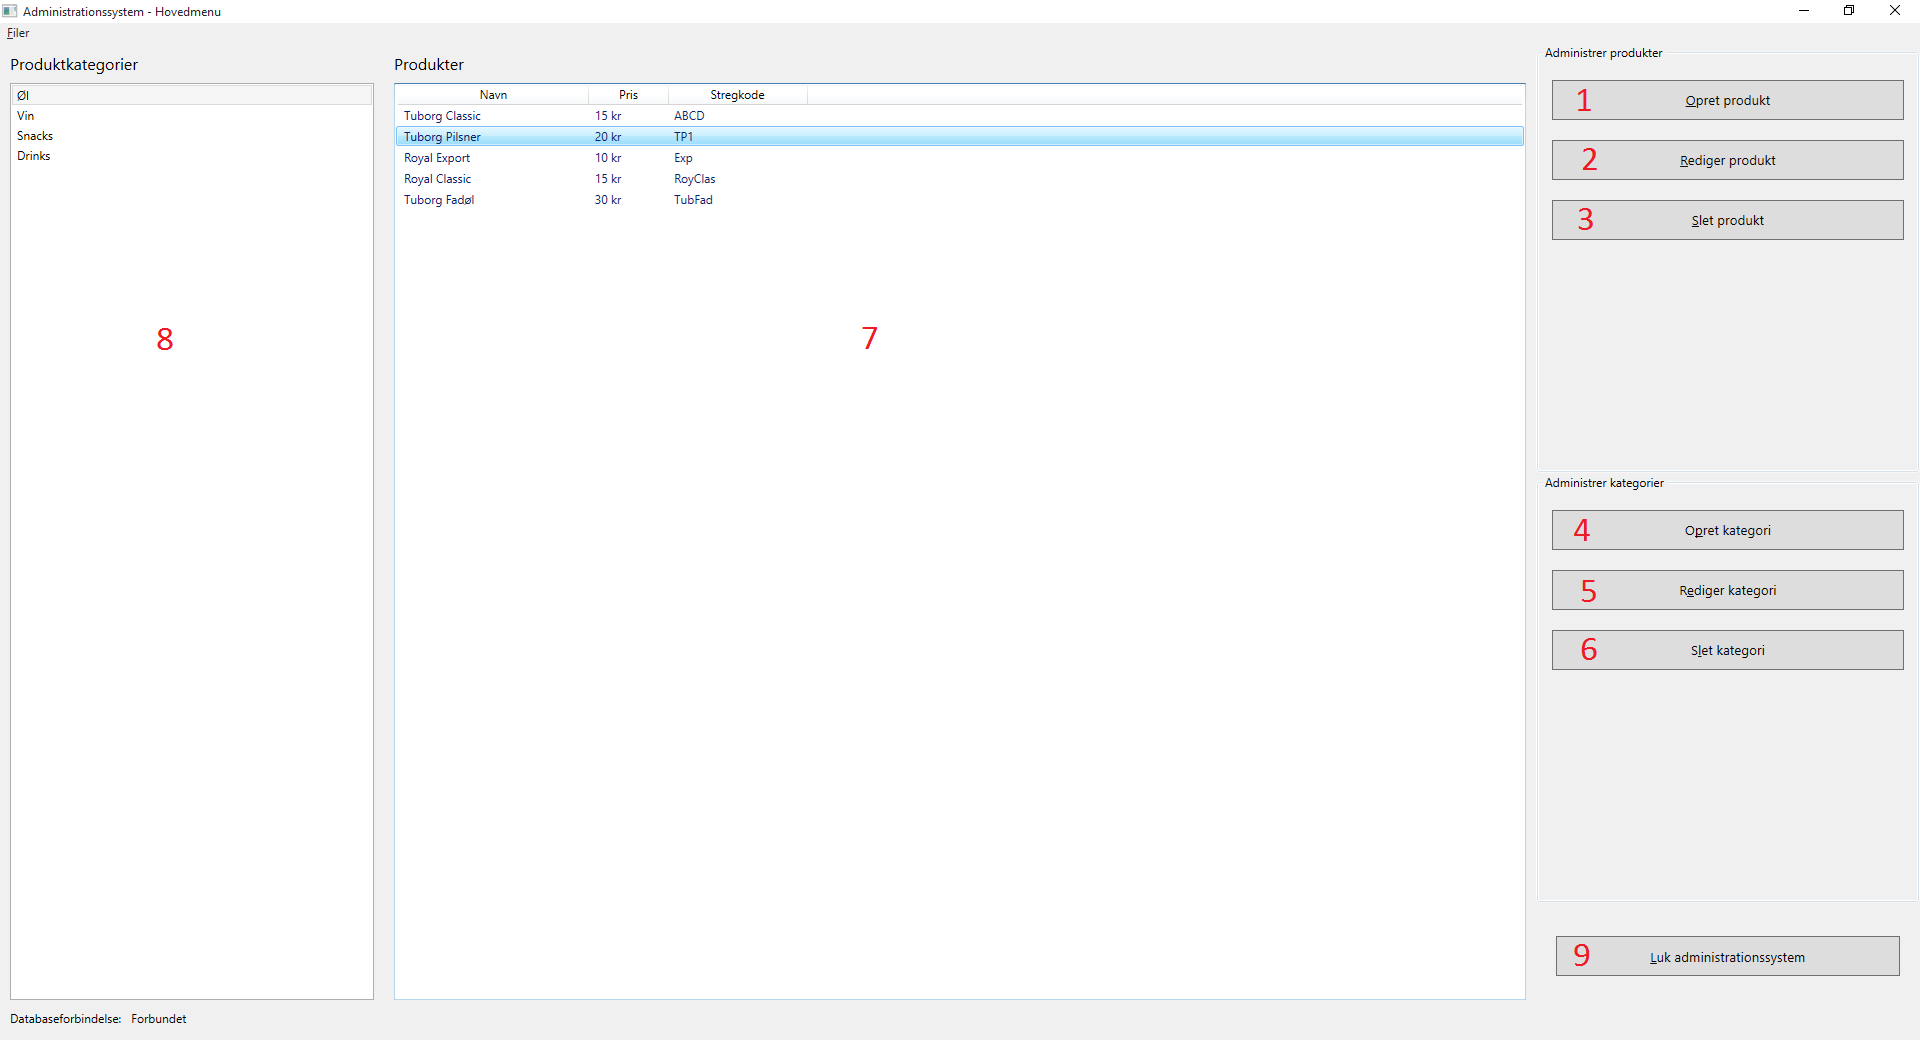 Administrationssystem - Hovedmenu
Filer
Produktkategorier
Øl
Vin
Snacks
Drinks
8
Produkter
Navn Pris Stregkode
Tuborg Classic 15 kr ABCD
Tuborg Pilsner 20 kr TP1
Royal Export 10 kr Exp
Royal Classic 15 kr RoyClas
Tuborg Fadøl 30 kr TubFad
7
Administrer produkter
1 Opret produkt
2 Rediger produkt
3 Slet produkt
Administrer kategorier
4 Opret kategori
5 Rediger kategori
6 Slet kategori
9 Luk administrationssystem
Databaseforbindelse: Forbundet